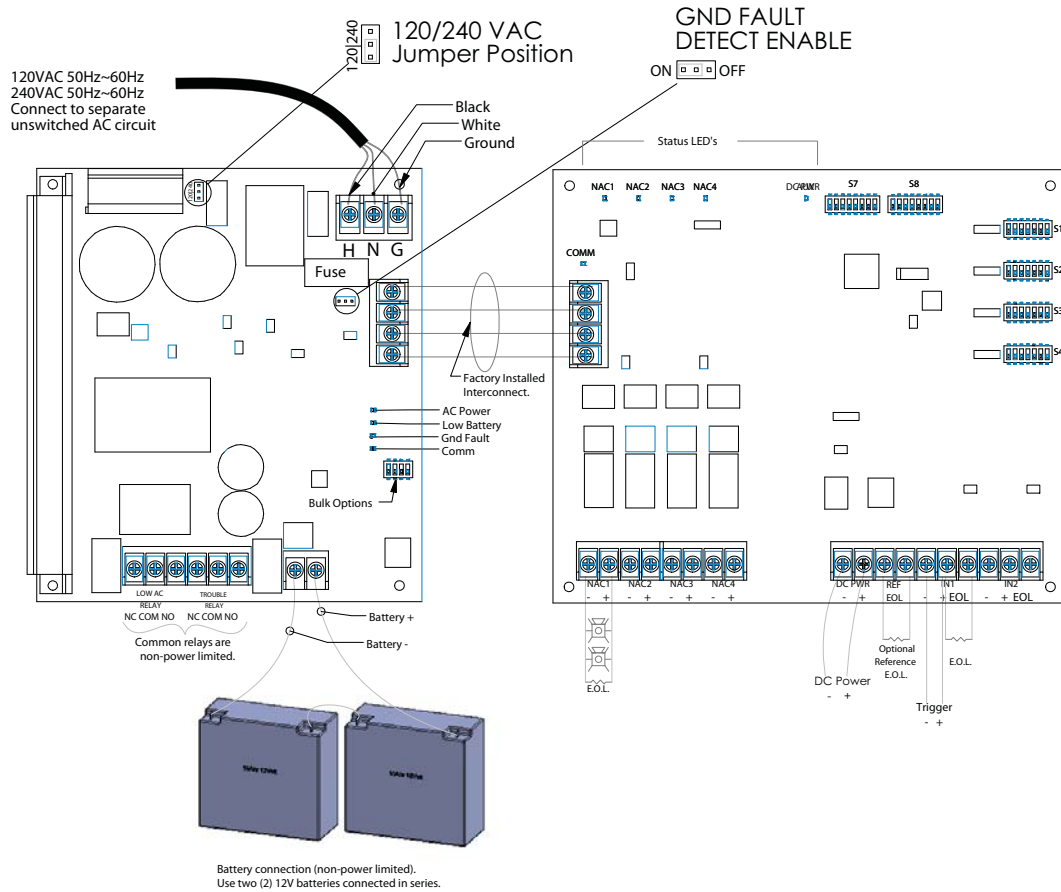 120/240 VAC
Jumper Position
120|240
GND FAULT
DETECT ENABLE
ON OFF
120VAC 50Hz~60Hz
240VAC 50Hz~60Hz
Connect to separate
unswitched AC circuit
Black
White
Ground
H N G
Fuse
Factory Installed
Interconnect.
AC Power
Low Battery
Gnd Fault
Comm
Bulk Options
LOW AC
RELAY
NC COM NO
TROUBLE
RELAY
NC COM NO
Common relays are
non-power limited.
Battery +
Battery -
Battery connection (non-power limited).
Use two (2) 12V batteries connected in series.
Status LED's
NAC1 NAC2 NAC3 NAC4
S7 S8
S1
S2
S3
S4
COMM
NAC1 NAC2 NAC3 NAC4
- + - + - + - +
DC PWR REF IN1 IN2
- + EOL - + EOL - + EOL
E.O.L.
DC Power
- +
Optional
Reference
E.O.L.
E.O.L.
Trigger
- +